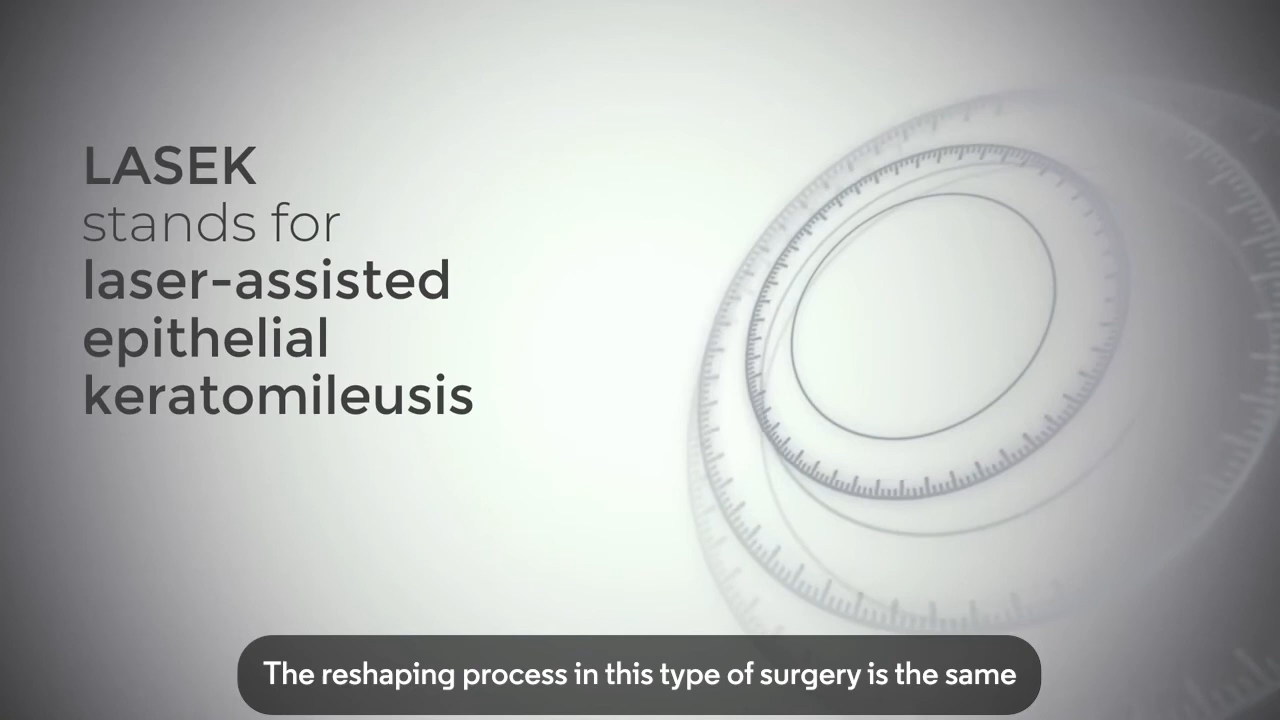 LASEK
stands for
laser-assisted
epithelial
keratomileusis
The reshaping process in this type of surgery is the same